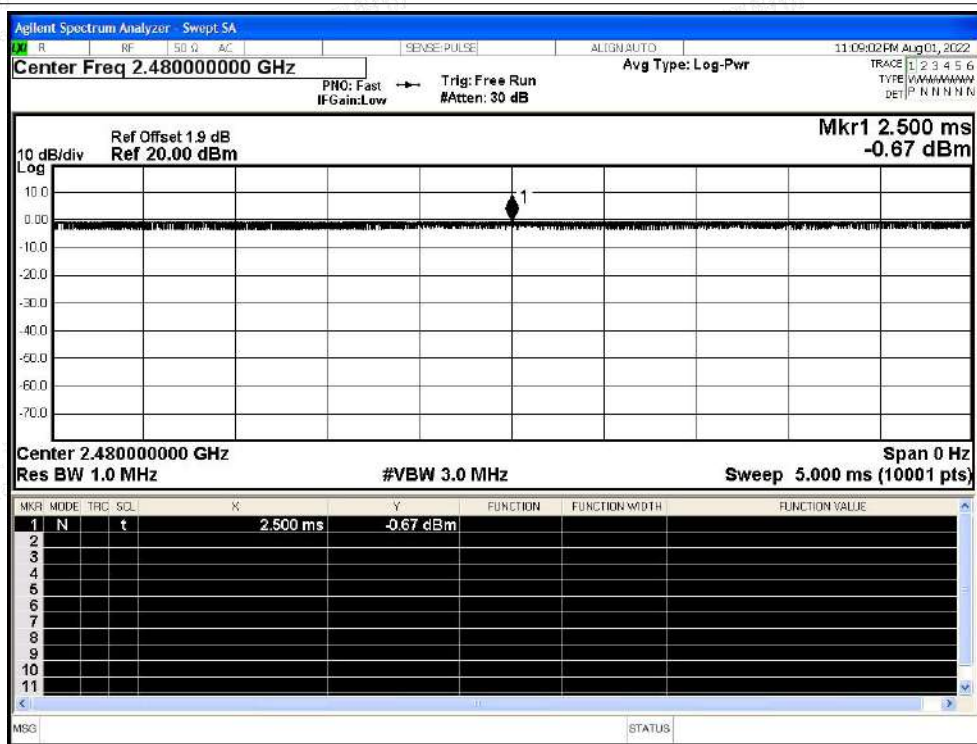 Agilent Spectrum Analyzer - Swept SA
LXI R RF 50 Ω AC SENSE:PULSE ALIGNAUTO 11:09:02PM Aug 01, 2022
Center Freq 2.480000000 GHz Avg Type: Log-Pwr TRACE 1 2 3 4 5 6
PNO: Fast Trig: Free Run TYPE
IFGain:Low #Atten: 30 dB DET P N N N N N
Mkr1 2.500 ms
-0.67 dBm
Ref Offset 1.9 dB
10 dB/div Ref 20.00 dBm
Log
10.0
0.00
-10.0
-20.0
-30.0
-40.0
-50.0
-60.0
-70.0
1
Center 2.480000000 GHz Span 0 Hz
Res BW 1.0 MHz #VBW 3.0 MHz Sweep 5.000 ms (10001 pts)
MKR MODE TRC SCL X Y FUNCTION FUNCTION WIDTH FUNCTION VALUE
1 N t 2.500 ms -0.67 dBm
2
3
4
5
6
7
8
9
10
11
MSG STATUS